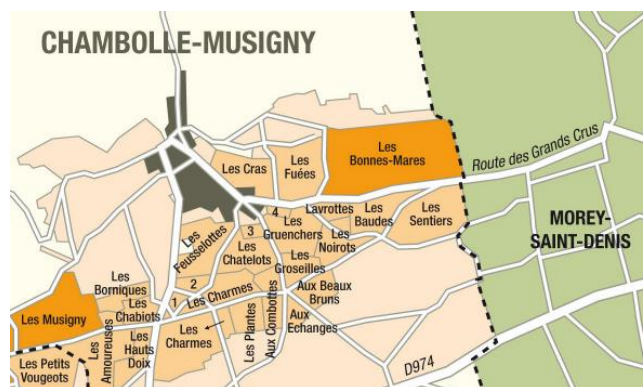 CHAMBOLLE-MUSIGNY
Les
Bonnes-Mares
Route des Grands Crus
Les Cras
Les
Fuées
MOREY-
SAINT-DENIS
Les
Feusselottes
4
Lavrottes
Les
Gruenchers
Les
Baudes
Les
Sentiers
3
Les
Noirots
Les
Chatelots
Les
Groseilles
2
Les
Borniques
Les Charmes
Aux Beaux
Bruns
1
Les
Chabiots
Les Musigny
Les
Amoureuses
Les
Hauts
Doix
Les
Charmes
Les Plantes
Aux Combottes
Aux
Echanges
Les Petits
Vougeots
D974